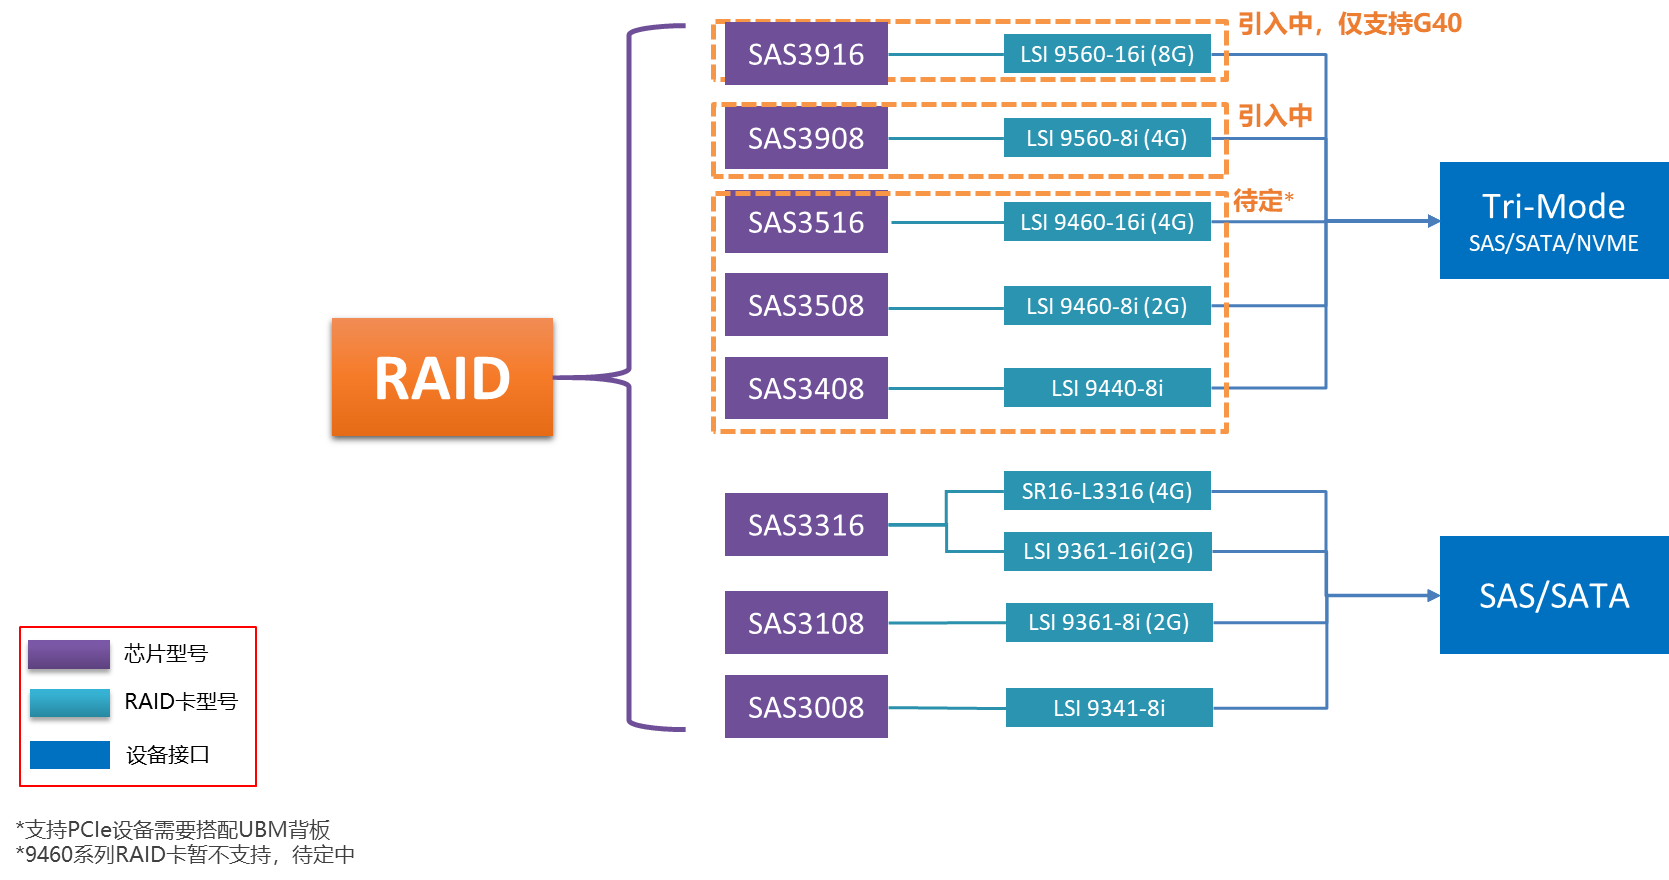 引入中，仅支持G40
SAS3916
LSI 9560-16i (8G)
引入中
SAS3908
LSI 9560-8i (4G)
待定*
SAS3516
LSI 9460-16i (4G)
Tri-Mode
SAS/SATA/NVME
SAS3508
LSI 9460-8i (2G)
RAID
SAS3408
LSI 9440-8i
SR16-L3316 (4G)
SAS3316
LSI 9361-16i(2G)
SAS/SATA
SAS3108
LSI 9361-8i (2G)
SAS3008
LSI 9341-8i
芯片型号
RAID卡型号
设备接口
*支持PCIe设备需要搭配UBM背板
*9460系列RAID卡暂不支持，待定中